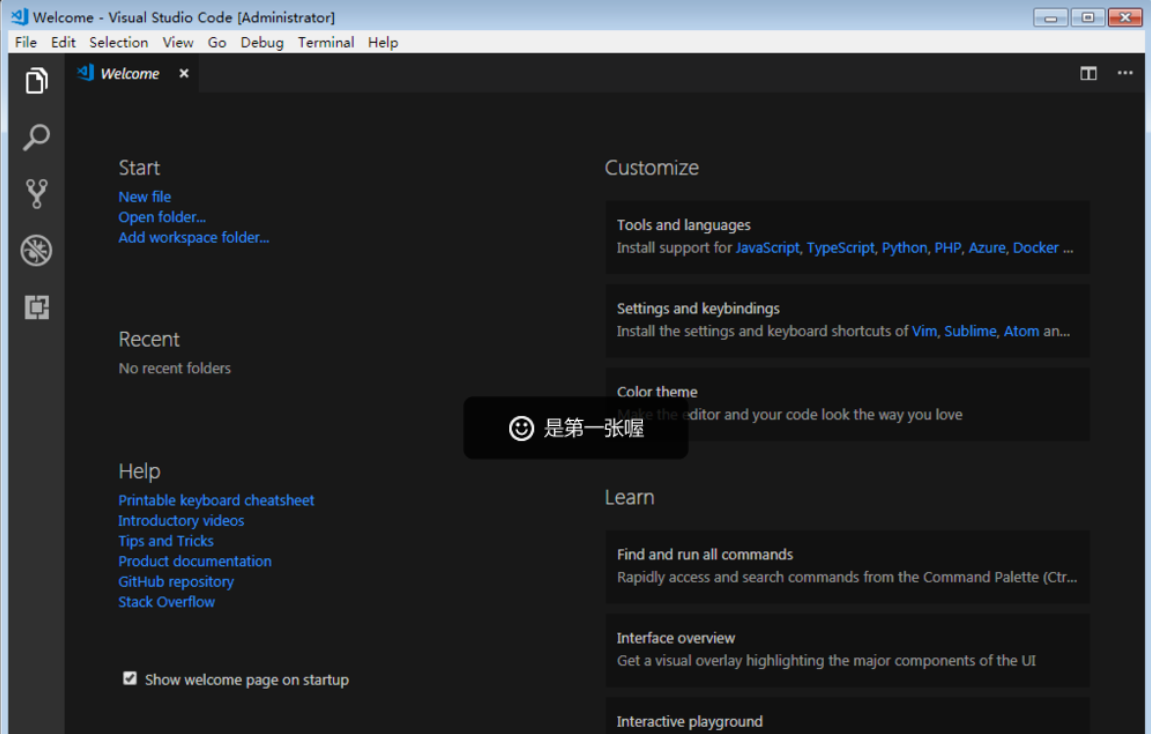 Welcome - Visual Studio Code [Administrator]
File Edit Selection View Go Debug Terminal Help
Welcome
Start
New file
Open folder...
Add workspace folder...
Recent
No recent folders
Help
Printable keyboard cheatsheet
Introductory videos
Tips and Tricks
Product documentation
GitHub repository
Stack Overflow
Show welcome page on startup
Customize
Tools and languages
Install support for JavaScript, TypeScript, Python, PHP, Azure, Docker ...
Settings and keybindings
Install the settings and keyboard shortcuts of Vim, Sublime, Atom an...
Color theme
Make the editor and your code look the way you love
是第一张喔
Learn
Find and run all commands
Rapidly access and search commands from the Command Palette (Ctr...
Interface overview
Get a visual overlay highlighting the major components of the UI
Interactive playground